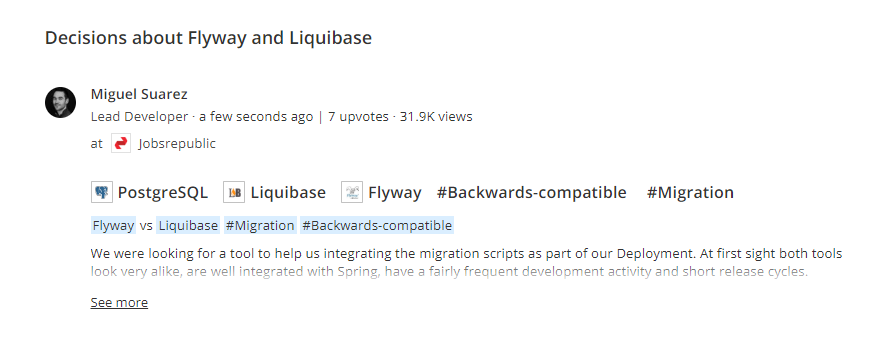 Decisions about Flyway and Liquibase
Miguel Suarez
Lead Developer · a few seconds ago | 7 upvotes · 31.9K views
at Jobsrepublic
PostgreSQL Liquibase Flyway #Backwards-compatible #Migration
Flyway vs Liquibase #Migration #Backwards-compatible
We were looking for a tool to help us integrating the migration scripts as part of our Deployment. At first sight both tools
look very alike, are well integrated with Spring, have a fairly frequent development activity and short release cycles.
See more